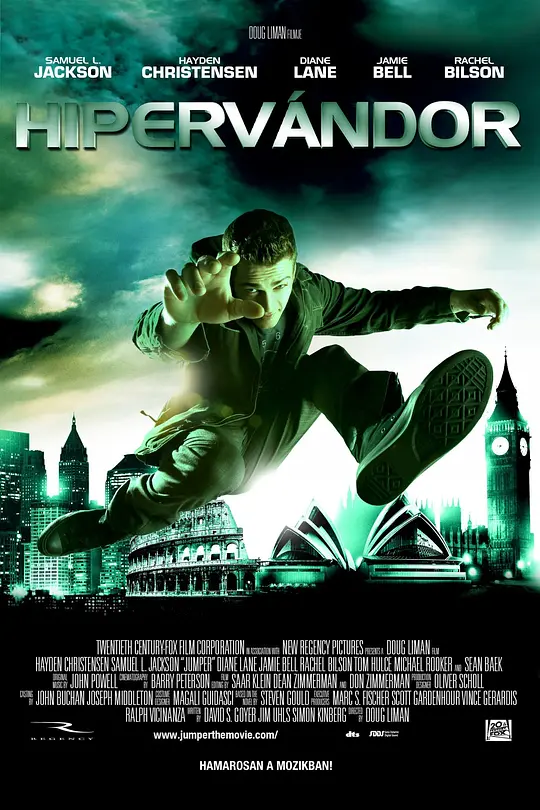 DOUG LIMAN FILMJE
SAMUEL L. JACKSON HAYDEN CHRISTENSEN DIANE LANE JAMIE BELL RACHEL BILSON
HIPERVÁNDOR
TWENTIETH CENTURY FOX FILM CORPORATION IN ASSOCIATION WITH NEW REGENCY PICTURES PRESENTS A DOUG LIMAN FILM
HAYDEN CHRISTENSEN SAMUEL L. JACKSON "JUMPER" DIANE LANE JAMIE BELL RACHEL BILSON TOM HULCE MICHAEL ROOKER AND SEAN BAEK
ORIGINAL MUSIC BY JOHN POWELL CINEMATOGRAPHY BY BARRY PETERSON FILM EDITING BY SAAR KLEIN DEAN ZIMMERMAN AND DON ZIMMERMAN PRODUCTION DESIGNER OLIVER SCHOLL
CASTING BY JOHN BUCHAN JOSEPH MIDDLETON COSTUME DESIGNER MAGALI GUIDASCI BASED ON THE NOVEL BY STEVEN GOULD EXECUTIVE PRODUCERS MARC S. FISCHER SCOTT GARDENHOUR VINCE GERARDIS
RALPH VICINANZA WRITTEN BY DAVID S. GOYER JIM UHLS SIMON KINBERG DIRECTED BY DOUG LIMAN
REGENCY www.jumperthemovie.com/ dts SDDS 20th CENTURY FOX
HAMAROSAN A MOZIKBAN!